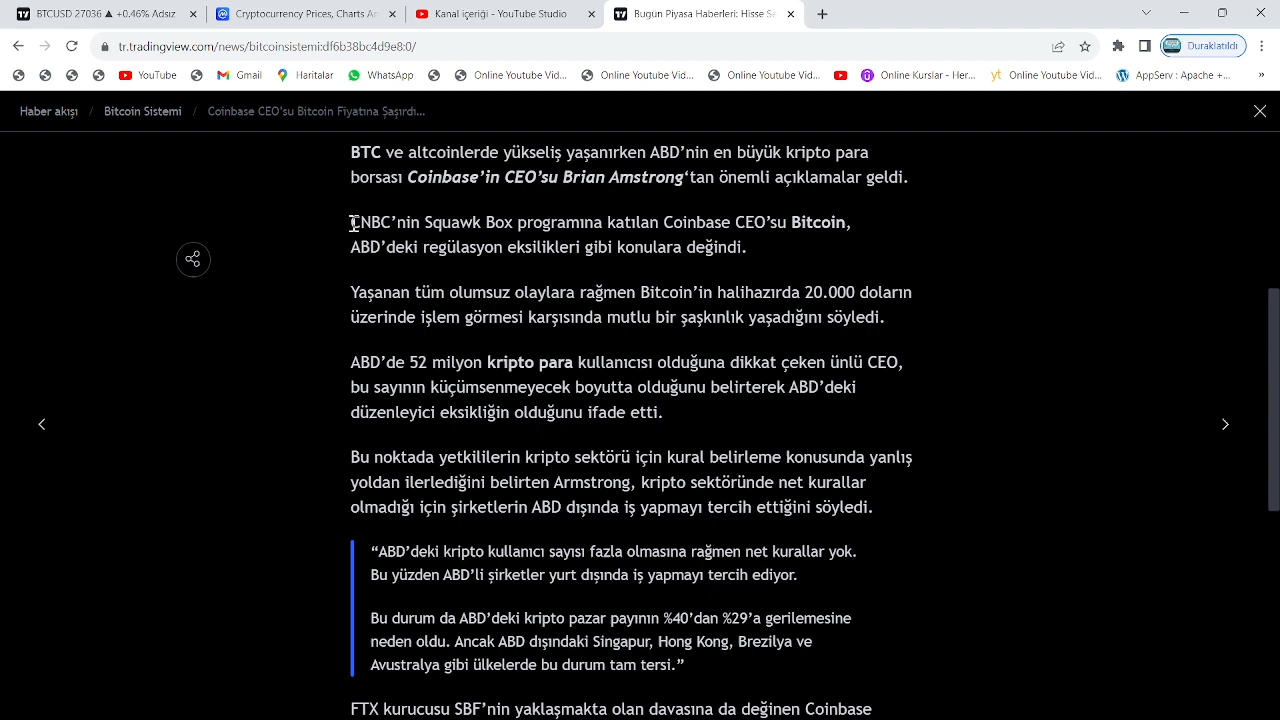 BTCUSD 27036 ▲ +0.46% Adsız
Cryptocurrency Prices, Charts An
Kanal içeriği - YouTube Studio
Bugün Piyasa Haberleri: Hisse Se
tr.tradingview.com/news/bitcoinsistemi:df6b38bc4d9e8:0/
Duraklatıldı
YouTube
Gmail
Haritalar
WhatsApp
Online Youtube Vid...
Online Youtube Vid...
Online Youtube Vid...
Online Kurslar - Her...
Online Youtube Vid...
AppServ : Apache +...
Haber akışı / Bitcoin Sistemi / Coinbase CEO'su Bitcoin Fiyatına Şaşırdı...
BTC ve altcoinlerde yükseliş yaşanırken ABD’nin en büyük kripto para
borsası Coinbase’in CEO’su Brian Amstrong‘tan önemli açıklamalar geldi.
CNBC’nin Squawk Box programına katılan Coinbase CEO’su Bitcoin,
ABD’deki regülasyon eksilikleri gibi konulara değindi.
Yaşanan tüm olumsuz olaylara rağmen Bitcoin’in halihazırda 20.000 doların
üzerinde işlem görmesi karşısında mutlu bir şaşkınlık yaşadığını söyledi.
ABD’de 52 milyon kripto para kullanıcısı olduğuna dikkat çeken ünlü CEO,
bu sayının küçümsenmeyecek boyutta olduğunu belirterek ABD’deki
düzenleyici eksikliğin olduğunu ifade etti.
Bu noktada yetkililerin kripto sektörü için kural belirleme konusunda yanlış
yoldan ilerlediğini belirten Armstrong, kripto sektöründe net kurallar
olmadığı için şirketlerin ABD dışında iş yapmayı tercih ettiğini söyledi.
“ABD’deki kripto kullanıcı sayısı fazla olmasına rağmen net kurallar yok.
Bu yüzden ABD’li şirketler yurt dışında iş yapmayı tercih ediyor.
Bu durum da ABD’deki kripto pazar payının %40’dan %29’a gerilemesine
neden oldu. Ancak ABD dışındaki Singapur, Hong Kong, Brezilya ve
Avustralya gibi ülkelerde bu durum tam tersi.”
FTX kurucusu SBF’nin yaklaşmakta olan davasına da değinen Coinbase